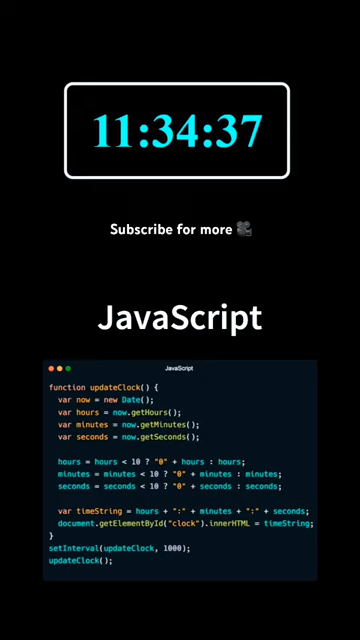 11:34:37
Subscribe for more 🎥
JavaScript
JavaScript
function updateClock() {
  var now = new Date();
  var hours = now.getHours();
  var minutes = now.getMinutes();
  var seconds = now.getSeconds();
  hours = hours < 10 ? "0" + hours : hours;
  minutes = minutes < 10 ? "0" + minutes : minutes;
  seconds = seconds < 10 ? "0" + seconds : seconds;
  var timeString = hours + ":" + minutes + ":" + seconds;
  document.getElementById("clock").innerHTML = timeString;
}
setInterval(updateClock, 1000);
updateClock();